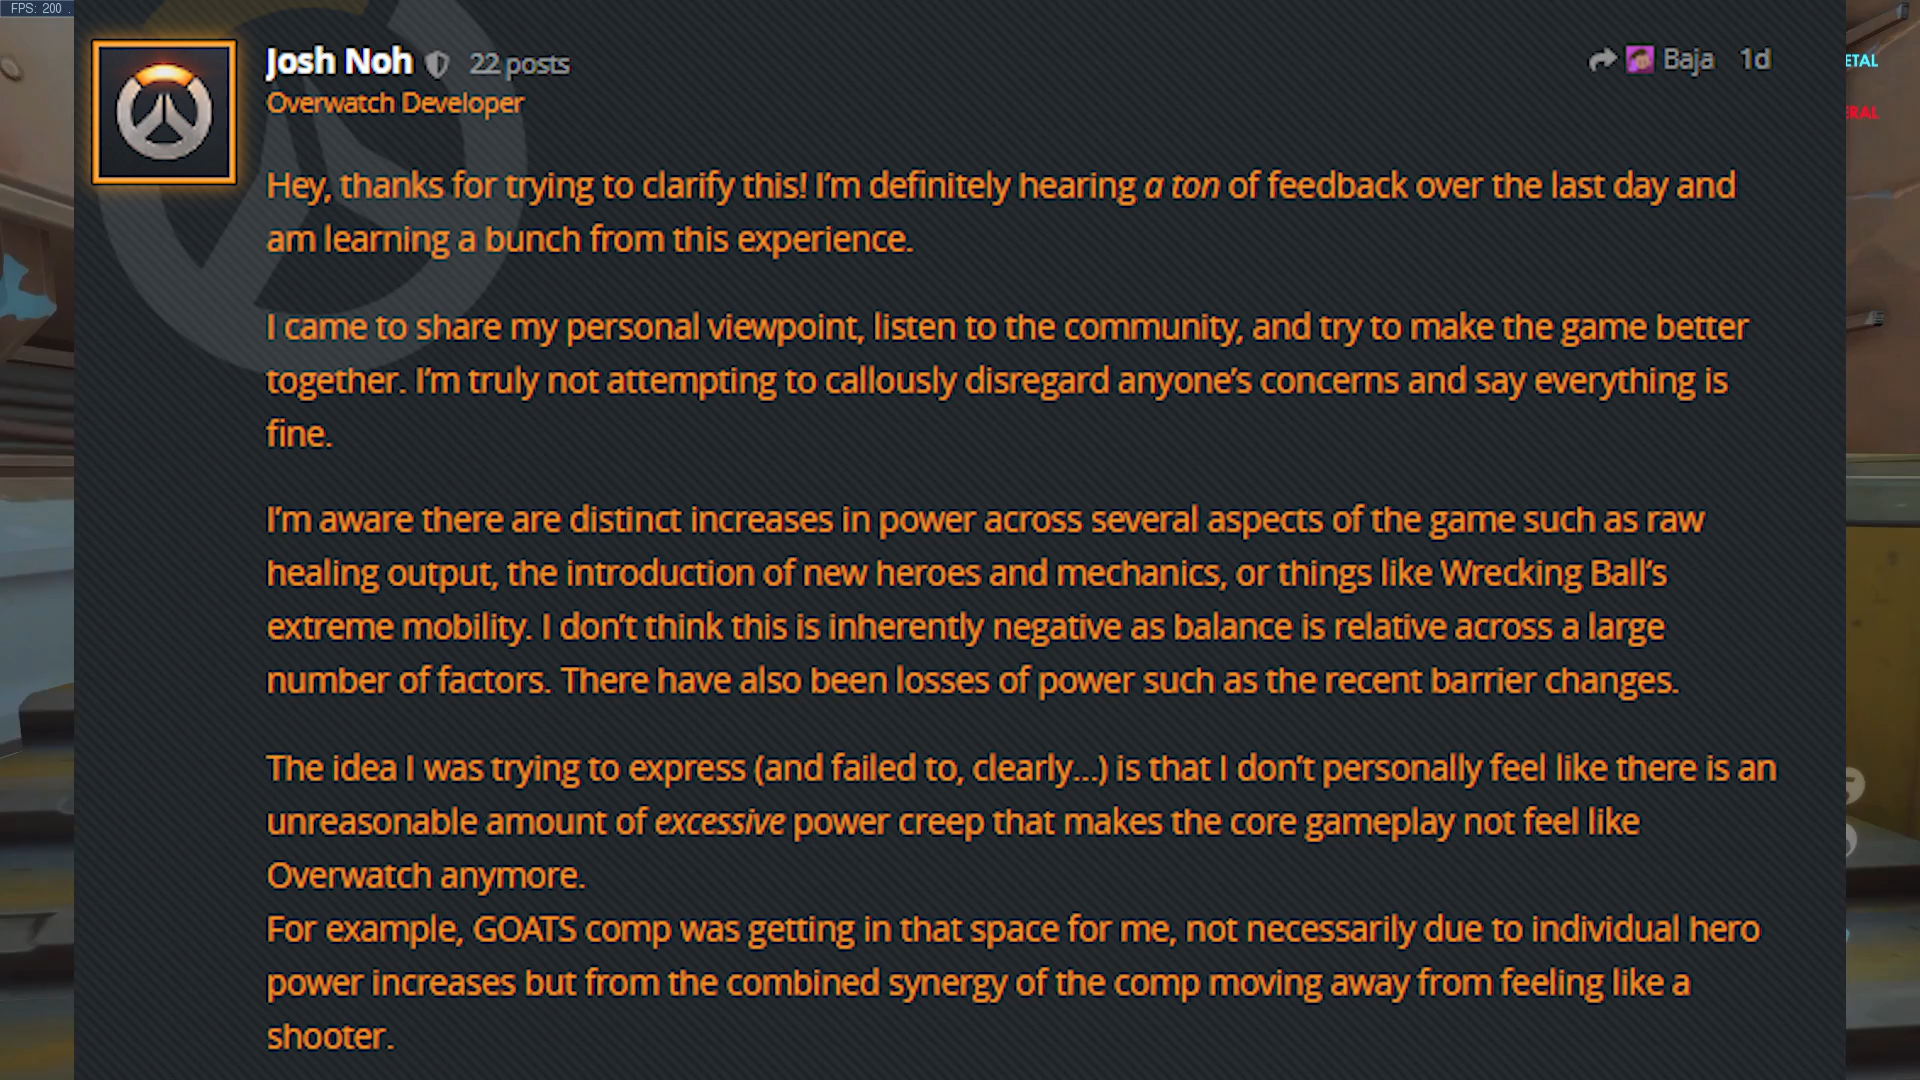 FPS: 200
Josh Noh 22 posts
Baja 1d
Overwatch Developer
ETAL
ERAL
Hey, thanks for trying to clarify this! I'm definitely hearing a ton of feedback over the last day and
am learning a bunch from this experience.
I came to share my personal viewpoint, listen to the community, and try to make the game better
together. I'm truly not attempting to callously disregard anyone's concerns and say everything is
fine.
I'm aware there are distinct increases in power across several aspects of the game such as raw
healing output, the introduction of new heroes and mechanics, or things like Wrecking Ball's
extreme mobility. I don't think this is inherently negative as balance is relative across a large
number of factors. There have also been losses of power such as the recent barrier changes.
The idea I was trying to express (and failed to, clearly...) is that I don't personally feel like there is an
unreasonable amount of excessive power creep that makes the core gameplay not feel like
Overwatch anymore.
For example, GOATS comp was getting in that space for me, not necessarily due to individual hero
power increases but from the combined synergy of the comp moving away from feeling like a
shooter.